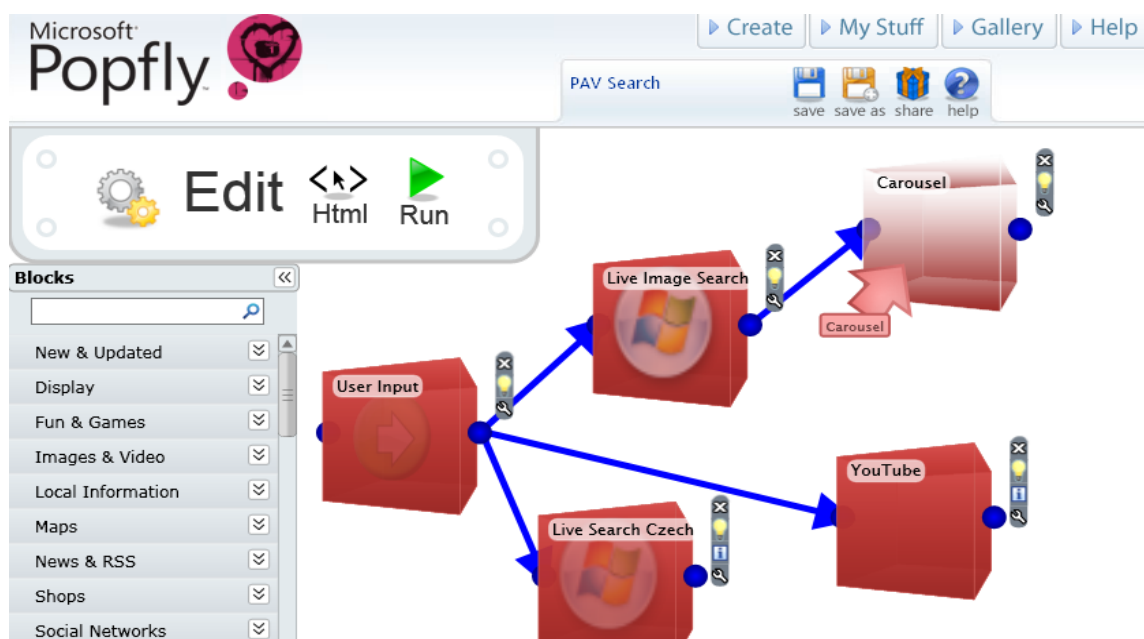 Microsoft®
Popfly™
Create
My Stuff
Gallery
Help
PAV Search
save
save as
share
help
Edit
Html
Run
Blocks
New & Updated
Display
Fun & Games
Images & Video
Local Information
Maps
News & RSS
Shops
Social Networks
User Input
Live Image Search
Carousel
Carousel
YouTube
Live Search Czech